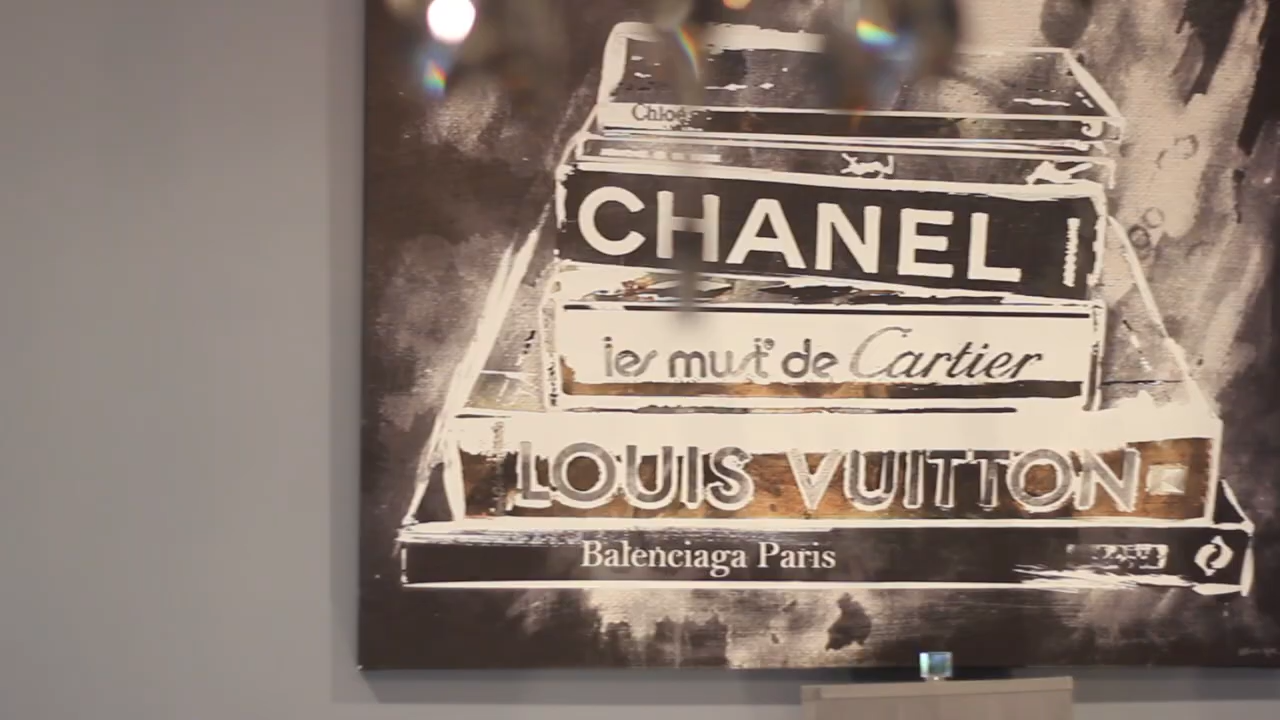 Chloé
CHANEL
les must de Cartier
LOUIS VUITTON
Balenciaga Paris